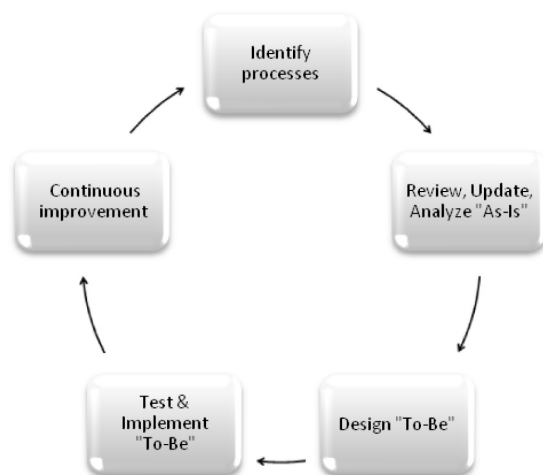 Identify
processes
Review, Update,
Analyze "As-Is"
Design "To-Be"
Test &
Implement
"To-Be"
Continuous
improvement